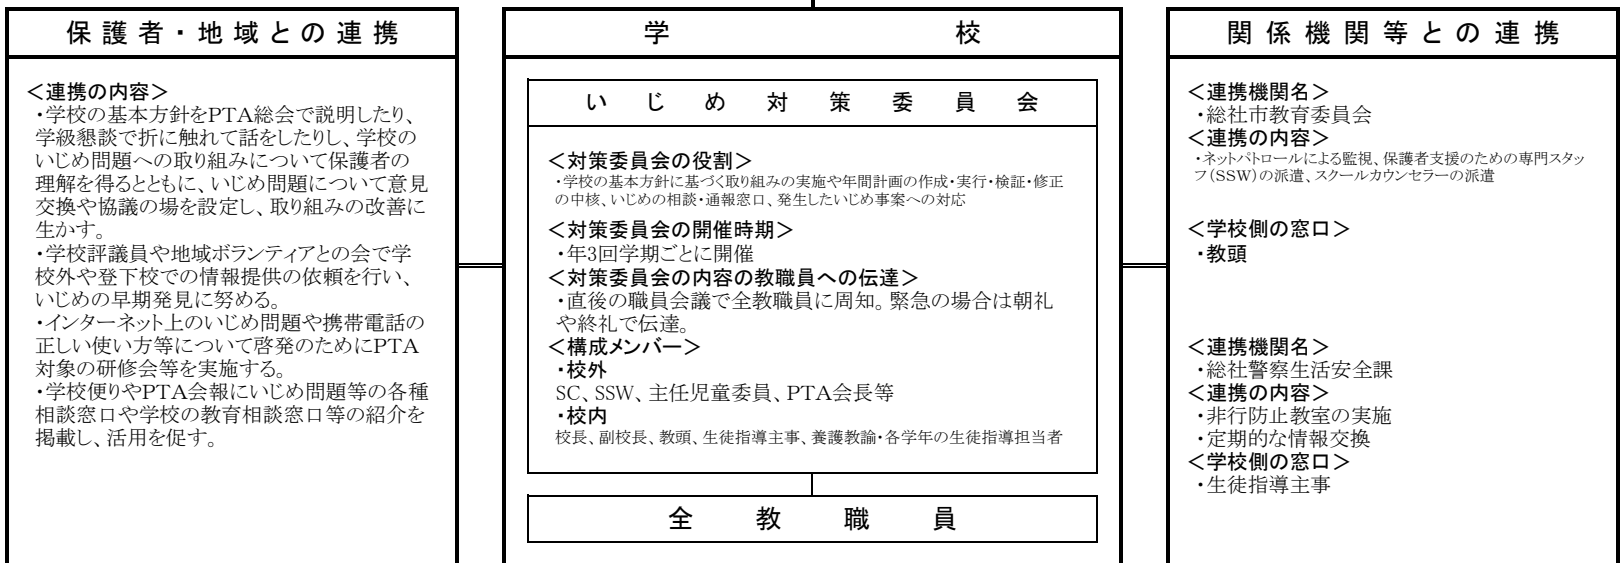 保護者・地域との連携
＜連携の内容＞
・学校の基本方針をPTA総会で説明したり、
学級懇談で折に触れて話をしたりし、学校の
いじめ問題への取り組みについて保護者の
理解を得るとともに、いじめ問題について意見
交換や協議の場を設定し、取り組みの改善に
生かす。
・学校評議員や地域ボランティアとの会で学
校外や登下校での情報提供の依頼を行い、
いじめの早期発見に努める。
・インターネット上のいじめ問題や携帯電話の
正しい使い方等について啓発のためにPTA
対象の研修会等を実施する。
・学校便りやPTA会報にいじめ問題等の各種
相談窓口や学校の教育相談窓口等の紹介を
掲載し、活用を促す。
学校
いじめ対策委員会
＜対策委員会の役割＞
・学校の基本方針に基づく取り組みの実施や年間計画の作成・実行・検証・修正
の中核、いじめの相談・通報窓口、発生したいじめ事案への対応
＜対策委員会の開催時期＞
・年3回学期ごとに開催
＜対策委員会の内容の教職員への伝達＞
・直後の職員会議で全教職員に周知。緊急の場合は朝礼
や終礼で伝達。
＜構成メンバー＞
・校外
SC、SSW、主任児童委員、PTA会長等
・校内
校長、副校長、教頭、生徒指導主事、養護教諭・各学年の生徒指導担当者
全教職員
関係機関等との連携
＜連携機関名＞
・総社市教育委員会
＜連携の内容＞
・ネットパトロールによる監視、保護者支援のための専門スタッ
フ（SSW）の派遣、スクールカウンセラーの派遣
＜学校側の窓口＞
・教頭
＜連携機関名＞
・総社警察生活安全課
＜連携の内容＞
・非行防止教室の実施
・定期的な情報交換
＜学校側の窓口＞
・生徒指導主事